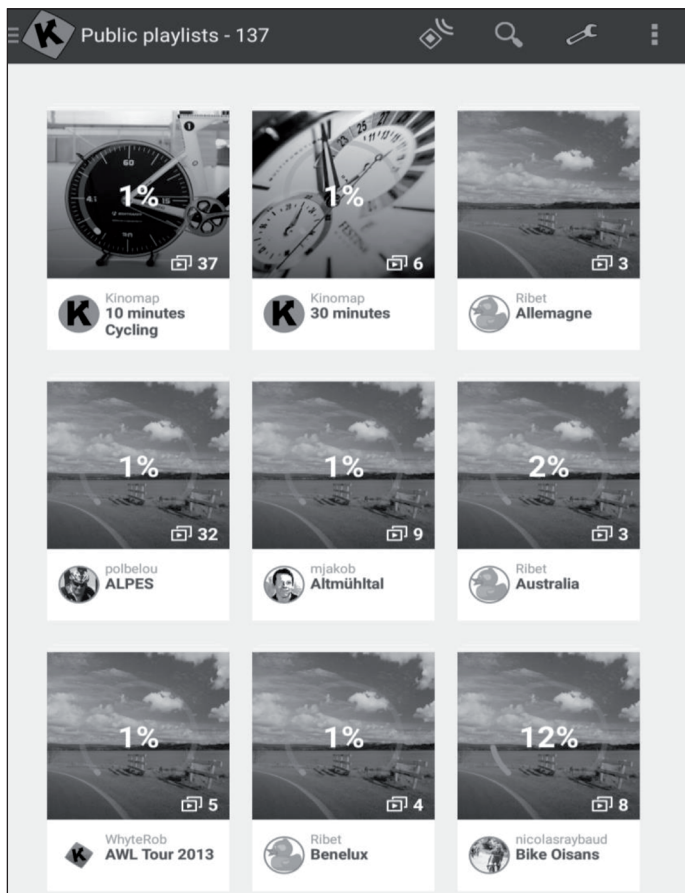 Public playlists - 137
1%
37
Kinomap
10 minutes
Cycling
1%
6
Kinomap
30 minutes
3
Ribet
Allemagne
1%
32
polbelou
ALPES
1%
9
mjakob
Altmühltal
2%
3
Ribet
Australia
1%
5
WhyteRob
AWL Tour 2013
1%
4
Ribet
Benelux
12%
8
nicolasraybaud
Bike Oisans